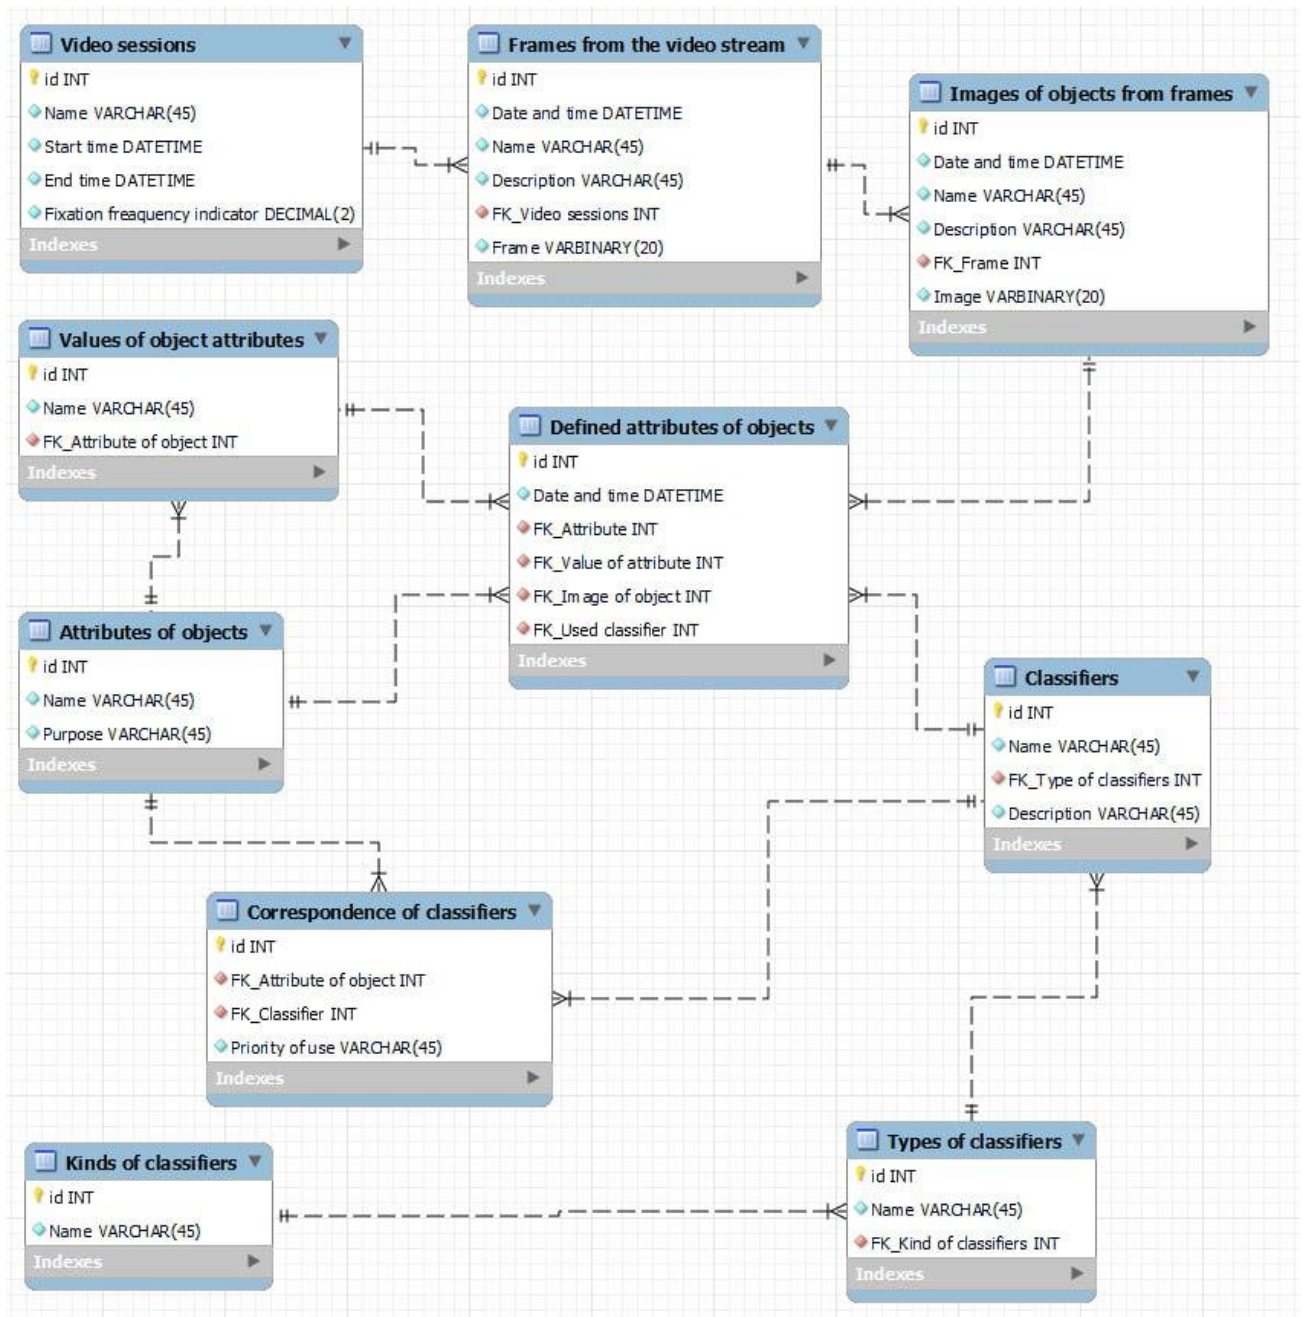 Video sessions
id INT
Name VARCHAR(45)
Start time DATETIME
End time DATETIME
Fixation freaquency indicator DECIMAL(2)
Indexes
Frames from the video stream
id INT
Date and time DATETIME
Name VARCHAR(45)
Description VARCHAR(45)
FK_Video sessions INT
Frame VARBINARY(20)
Indexes
Images of objects from frames
id INT
Date and time DATETIME
Name VARCHAR(45)
Description VARCHAR(45)
FK_Frame INT
Image VARBINARY(20)
Indexes
Values of object attributes
id INT
Name VARCHAR(45)
FK_Attribute of object INT
Indexes
Defined attributes of objects
id INT
Date and time DATETIME
FK_Attribute INT
FK_Value of attribute INT
FK_Image of object INT
FK_Used classifier INT
Indexes
Attributes of objects
id INT
Name VARCHAR(45)
Purpose VARCHAR(45)
Indexes
Classifiers
id INT
Name VARCHAR(45)
FK_Type of classifiers INT
Description VARCHAR(45)
Indexes
Correspondence of classifiers
id INT
FK_Attribute of object INT
FK_Classifier INT
Priority of use VARCHAR(45)
Indexes
Kinds of classifiers
id INT
Name VARCHAR(45)
Indexes
Types of classifiers
id INT
Name VARCHAR(45)
FK_Kind of classifiers INT
Indexes